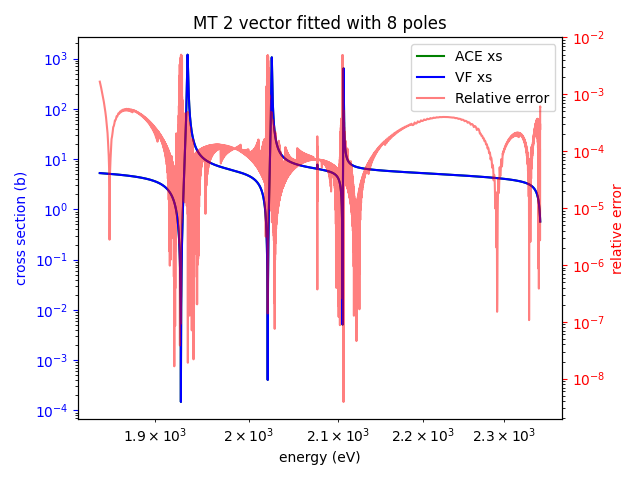 MT 2 vector fitted with 8 poles
ACE xs
VF xs
Relative error
cross section (b)
10³
10²
10¹
10⁰
10⁻¹
10⁻²
10⁻³
10⁻⁴
10⁻²
10⁻³
10⁻⁴
10⁻⁵
10⁻⁶
10⁻⁷
10⁻⁸
relative error
1.9 × 10³ 2 × 10³ 2.1 × 10³ 2.2 × 10³ 2.3 × 10³
energy (eV)